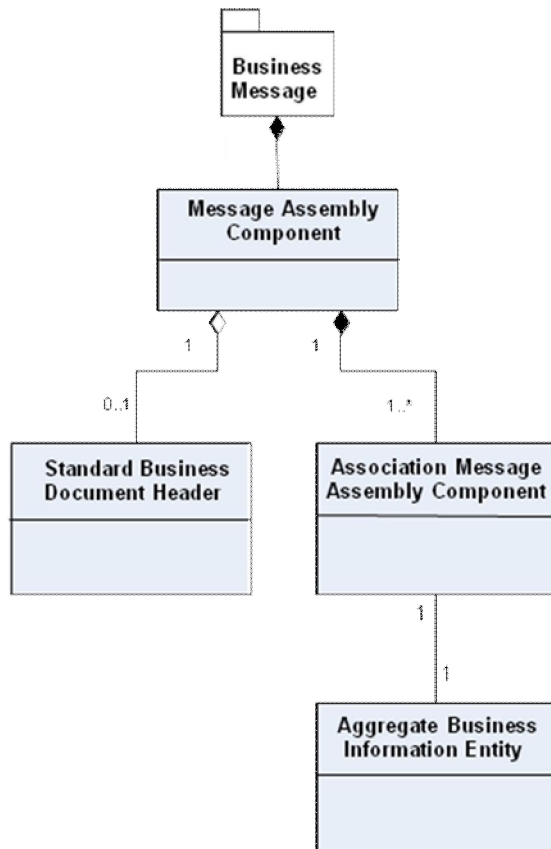 Business
Message
Message Assembly
Component
1
1
0..1
1..*
Standard Business
Document Header
Association Message
Assembly Component
1
1
Aggregate Business
Information Entity